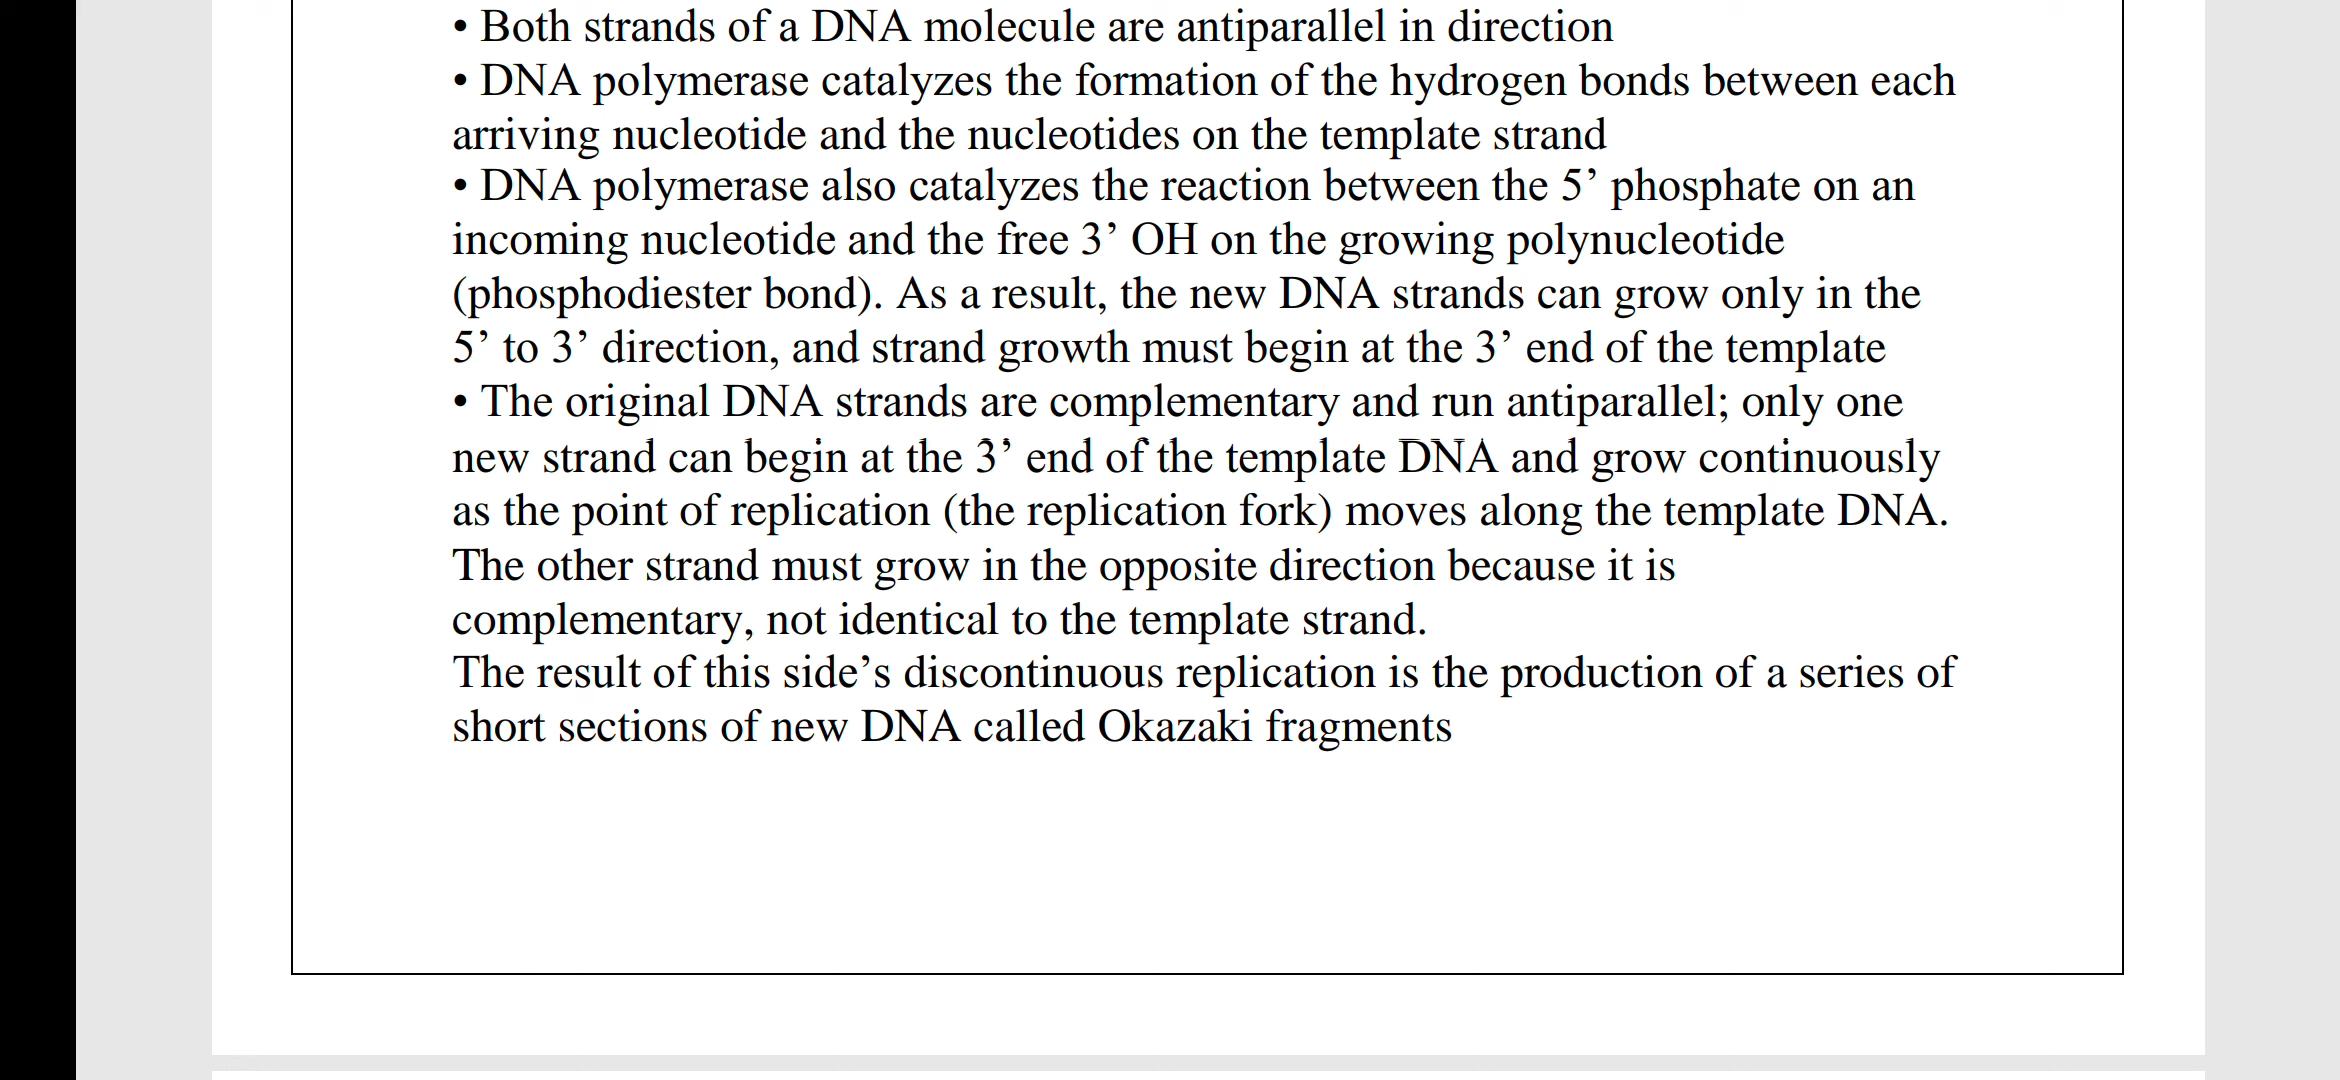 • Both strands of a DNA molecule are antiparallel in direction
• DNA polymerase catalyzes the formation of the hydrogen bonds between each
arriving nucleotide and the nucleotides on the template strand
• DNA polymerase also catalyzes the reaction between the 5’ phosphate on an
incoming nucleotide and the free 3’ OH on the growing polynucleotide
(phosphodiester bond). As a result, the new DNA strands can grow only in the
5’ to 3’ direction, and strand growth must begin at the 3’ end of the template
• The original DNA strands are complementary and run antiparallel; only one
new strand can begin at the 3’ end of the template DNA and grow continuously
as the point of replication (the replication fork) moves along the template DNA.
The other strand must grow in the opposite direction because it is
complementary, not identical to the template strand.
The result of this side’s discontinuous replication is the production of a series of
short sections of new DNA called Okazaki fragments